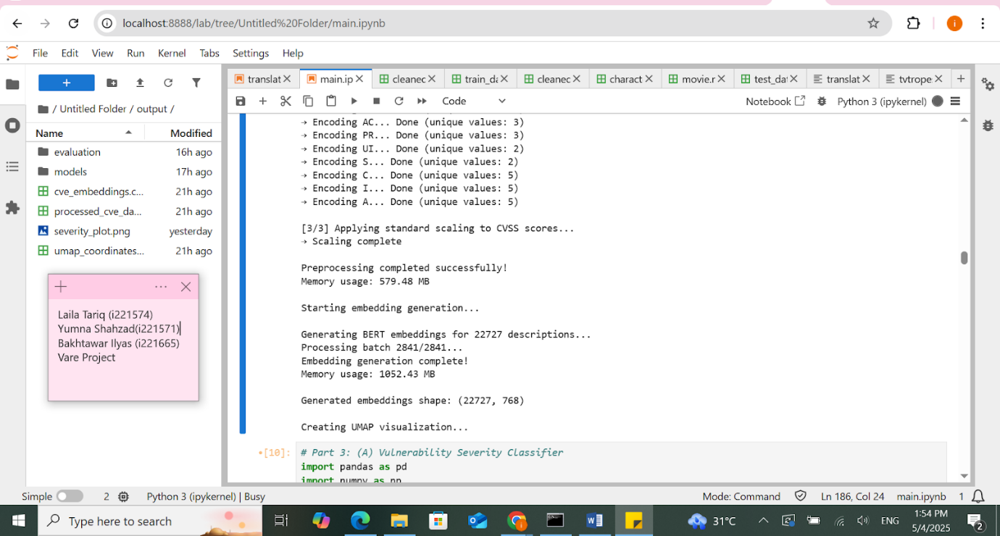 localhost:8888/lab/tree/Untitled%20Folder/main.ipynb
File Edit View Run Kernel Tabs Settings Help
translat main.ip cleanec train_da cleanec charact movie.r test_dat translat tvtrope
Code Notebook Python 3 (ipykernel)
/ Untitled Folder / output /
Name Modified
evaluation 16h ago
models 17h ago
cve_embeddings.c... 21h ago
processed_cve_da... 21h ago
severity_plot.png yesterday
umap_coordinates... 21h ago
Laila Tariq (i221574)
Yumna Shahzad(i221571)
Bakhtawar Ilyas (i221665)
Vare Project
→ Encoding AC... Done (unique values: 3)
→ Encoding PR... Done (unique values: 3)
→ Encoding UI... Done (unique values: 2)
→ Encoding S... Done (unique values: 2)
→ Encoding C... Done (unique values: 5)
→ Encoding I... Done (unique values: 5)
→ Encoding A... Done (unique values: 5)
[3/3] Applying standard scaling to CVSS scores...
→ Scaling complete
Preprocessing completed successfully!
Memory usage: 579.48 MB
Starting embedding generation...
Generating BERT embeddings for 22727 descriptions...
Processing batch 2841/2841...
Embedding generation complete!
Memory usage: 1052.43 MB
Generated embeddings shape: (22727, 768)
Creating UMAP visualization...
[10]: # Part 3: (A) Vulnerability Severity Classifier
import pandas as pd
import numpy as np
Simple 2 Python 3 (ipykernel) | Busy Mode: Command Ln 186, Col 24 main.ipynb 1
Type here to search 31°C ENG 1:54 PM
5/4/2025 2